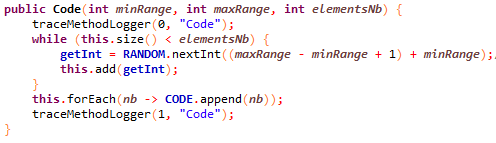 public Code(int minRange, int maxRange, int elementsNb) {
traceMethodLogger(0, "Code");
while (this.size() < elementsNb) {
getInt = RANDOM.nextInt((maxRange - minRange + 1) + minRange);
this.add(getInt);
}
this.forEach(nb -> CODE.append(nb));
traceMethodLogger(1, "Code");
}